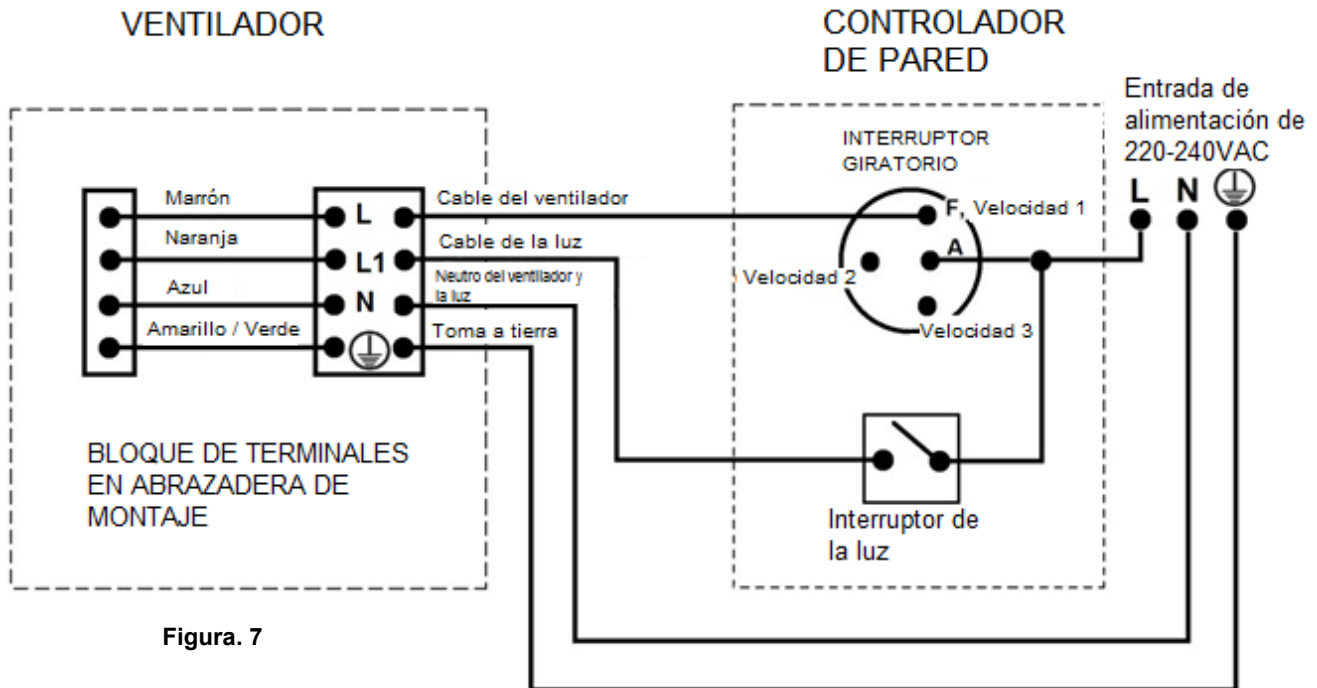 VENTILADOR
CONTROLADOR
DE PARED
Entrada de
alimentación de
220-240VAC
L N
INTERRUPTOR
GIRATORIO
Marrón
L
Cable del ventilador
F, Velocidad 1
Naranja
L1
Cable de la luz
A
Azul
N
Neutro del ventilador y
la luz
Velocidad 2
Amarillo / Verde
Toma a tierra
Velocidad 3
BLOQUE DE TERMINALES
EN ABRAZADERA DE
MONTAJE
Interruptor de
la luz
Figura. 7